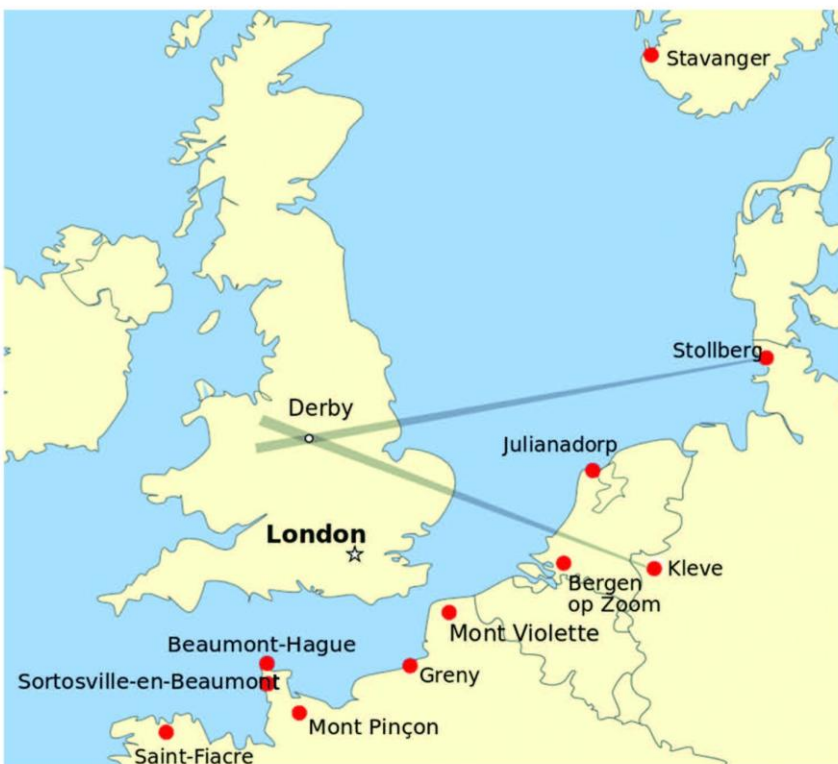 Stavanger
Stollberg
Derby
Julianadorp
London
Kleve
Bergen
op Zoom
Mont Violette
Beaumont-Hague
Greny
Sortosville-en-Beaumont
Mont Pinçon
Saint-Fiacre